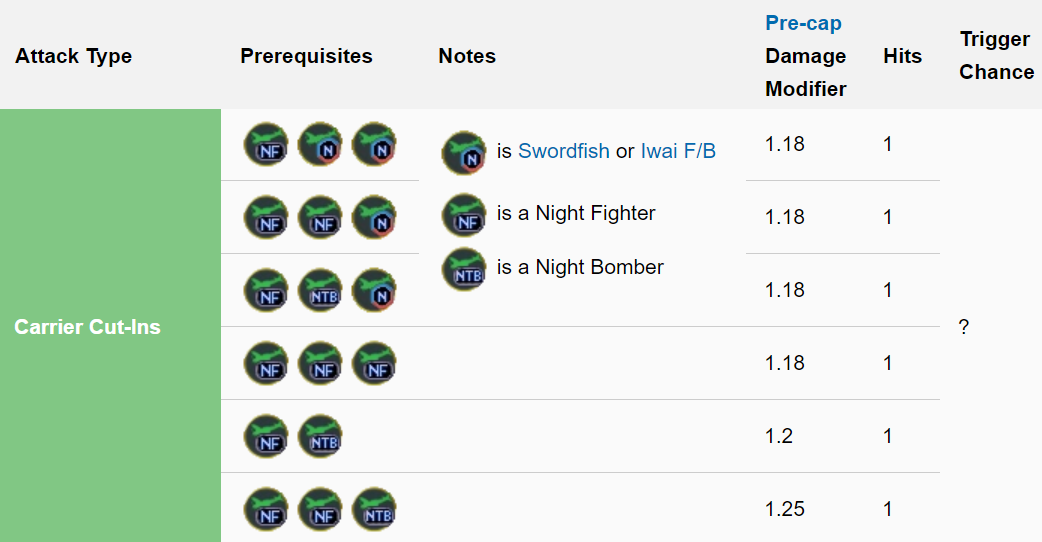 Attack Type Prerequisites Notes Pre-cap Damage Modifier Hits Trigger Chance
NF N N N is Swordfish or Iwai F/B 1.18 1
NF NF N NF is a Night Fighter 1.18 1
NTB is a Night Bomber
NF NTB N 1.18 1
Carrier Cut-Ins ?
NF NF NF 1.18 1
NF NTB 1.2 1
NF NF NTB 1.25 1